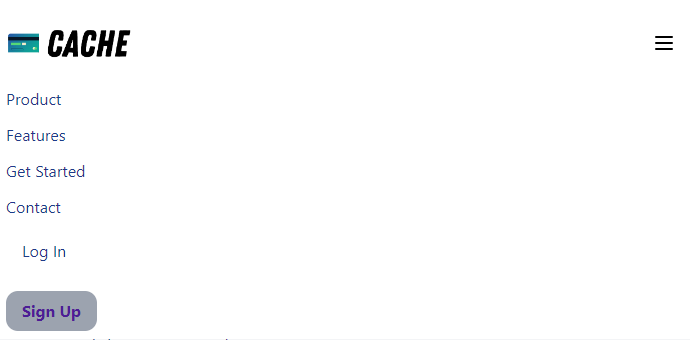 CACHE
Product
Features
Get Started
Contact
Log In
Sign Up